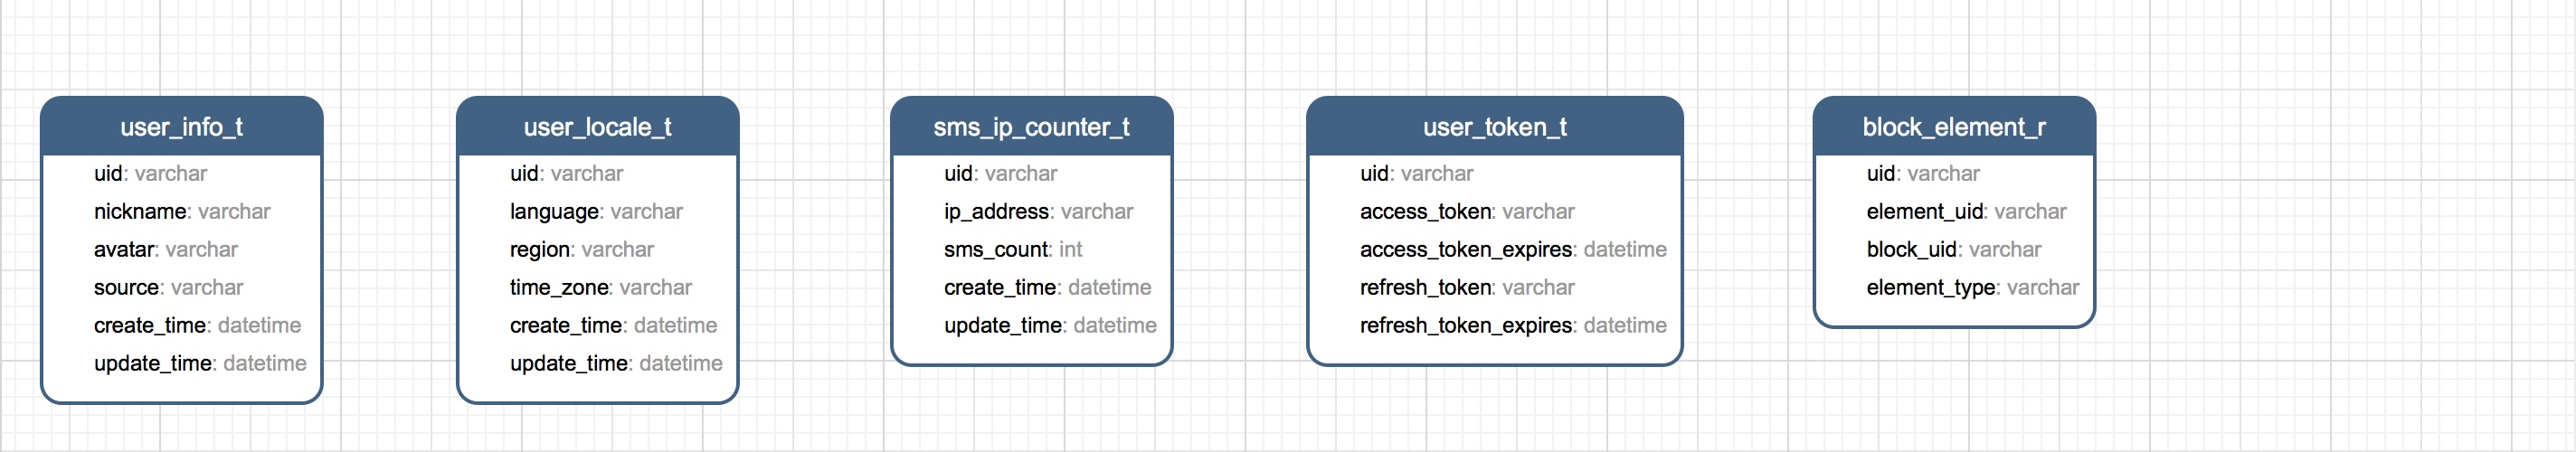 user_info_t
uid: varchar
nickname: varchar
avatar: varchar
source: varchar
create_time: datetime
update_time: datetime
user_locale_t
uid: varchar
language: varchar
region: varchar
time_zone: varchar
create_time: datetime
update_time: datetime
sms_ip_counter_t
uid: varchar
ip_address: varchar
sms_count: int
create_time: datetime
update_time: datetime
user_token_t
uid: varchar
access_token: varchar
access_token_expires: datetime
refresh_token: varchar
refresh_token_expires: datetime
block_element_r
uid: varchar
element_uid: varchar
block_uid: varchar
element_type: varchar